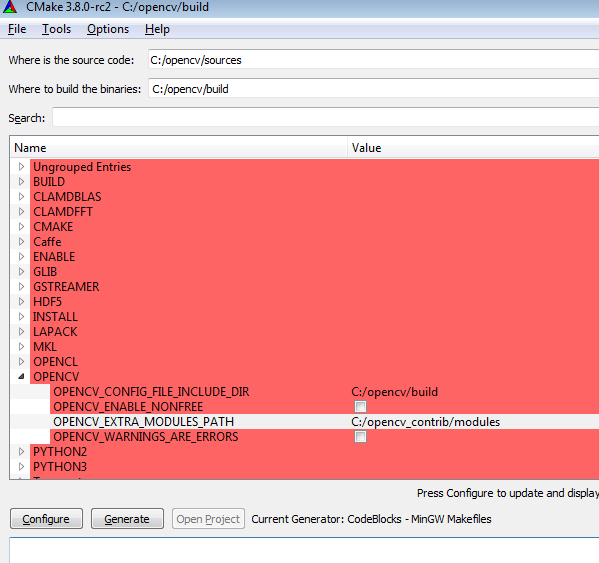 CMake 3.8.0-rc2 - C:/opencv/build
File Tools Options Help
Where is the source code: C:/opencv/sources
Where to build the binaries: C:/opencv/build
Search:
Name Value
Ungrouped Entries
BUILD
CLAMDBLAS
CLAMDFFT
CMAKE
Caffe
ENABLE
GLIB
GSTREAMER
HDF5
INSTALL
LAPACK
MKL
OPENCL
OPENCV
OPENCV_CONFIG_FILE_INCLUDE_DIR C:/opencv/build
OPENCV_ENABLE_NONFREE
OPENCV_EXTRA_MODULES_PATH C:/opencv_contrib/modules
OPENCV_WARNINGS_ARE_ERRORS
PYTHON2
PYTHON3
Press Configure to update and display
Configure Generate Open Project Current Generator: CodeBlocks - MinGW Makefiles